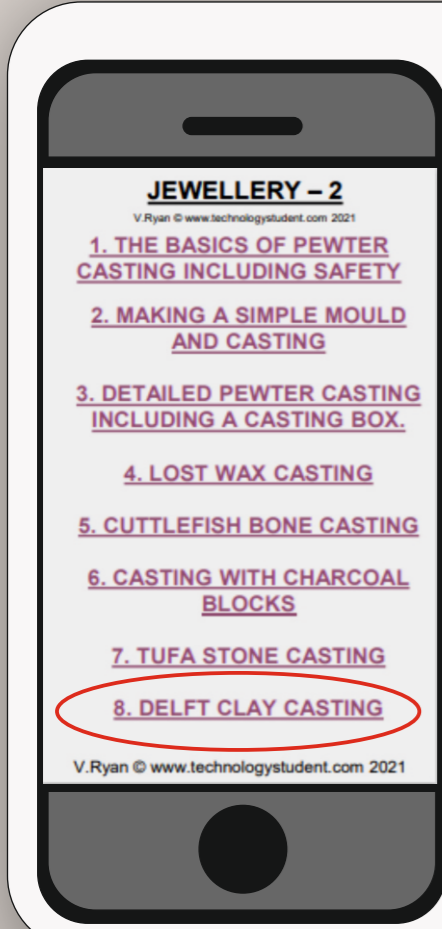 JEWELLERY – 2
V.Ryan © www.technologystudent.com 2021
1. THE BASICS OF PEWTER
CASTING INCLUDING SAFETY
2. MAKING A SIMPLE MOULD
AND CASTING
3. DETAILED PEWTER CASTING
INCLUDING A CASTING BOX.
4. LOST WAX CASTING
5. CUTTLEFISH BONE CASTING
6. CASTING WITH CHARCOAL
BLOCKS
7. TUFA STONE CASTING
8. DELFT CLAY CASTING
V.Ryan © www.technologystudent.com 2021